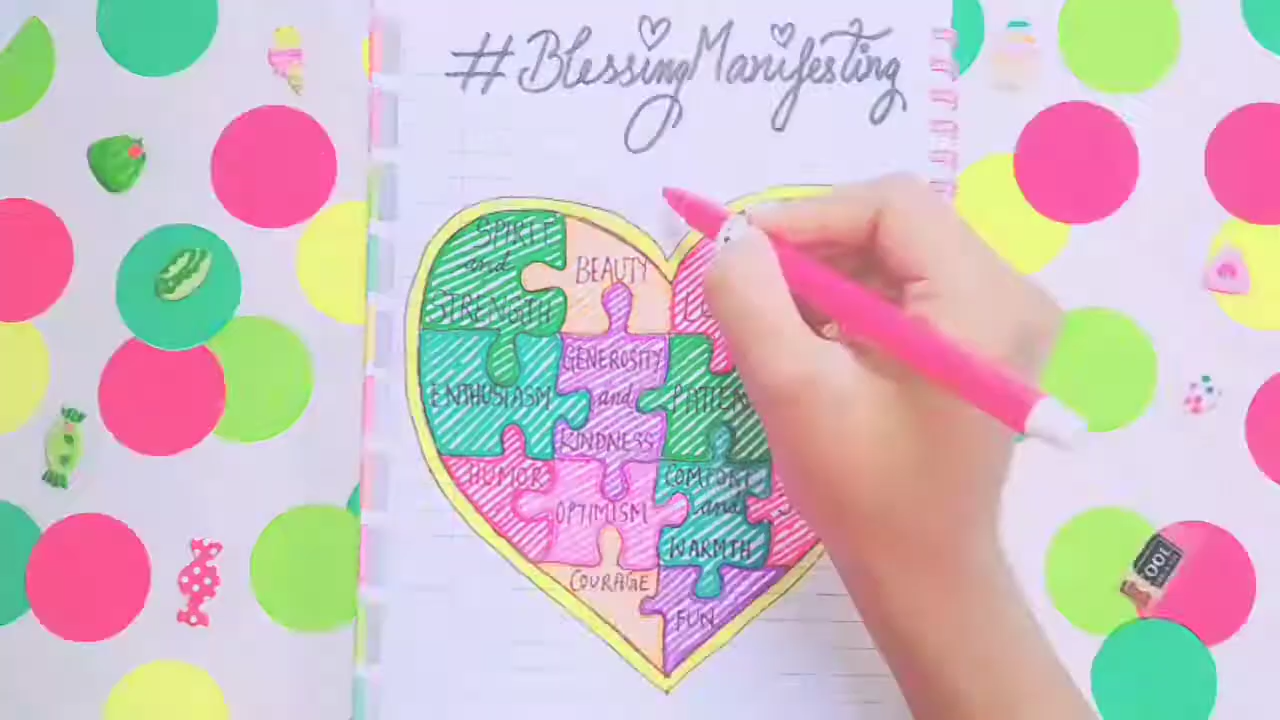 #BlessingManifesting
SPIRIT
and
STRENGTH
BEAUTY
GENEROSITY
and
KINDNESS
ENTHUSIASM
HUMOR
OPTIMISM
COMFORT
and
WARMTH
COURAGE
FUN